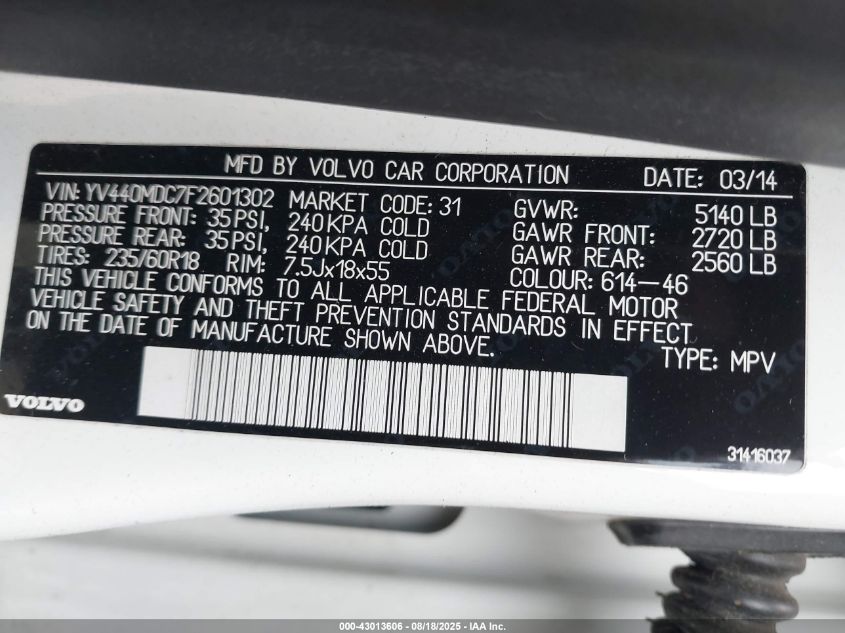 MFD BY VOLVO CAR CORPORATION DATE: 03/14
VIN: YV440MDC7F2601302 MARKET CODE: 31 GVWR: 5140 LB
PRESSURE FRONT: 35 PSI, 240 KPA COLD GAWR FRONT: 2720 LB
PRESSURE REAR: 35 PSI, 240 KPA COLD GAWR REAR: 2560 LB
TIRES: 235/60R18 RIM: 7.5Jx18x55 COLOUR: 614-46
THIS VEHICLE CONFORMS TO ALL APPLICABLE FEDERAL MOTOR
VEHICLE SAFETY AND THEFT PREVENTION STANDARDS IN EFFECT
ON THE DATE OF MANUFACTURE SHOWN ABOVE.
TYPE: MPV
VOLVO
31416037
000-43013606 - 08/18/2025 - IAA Inc.